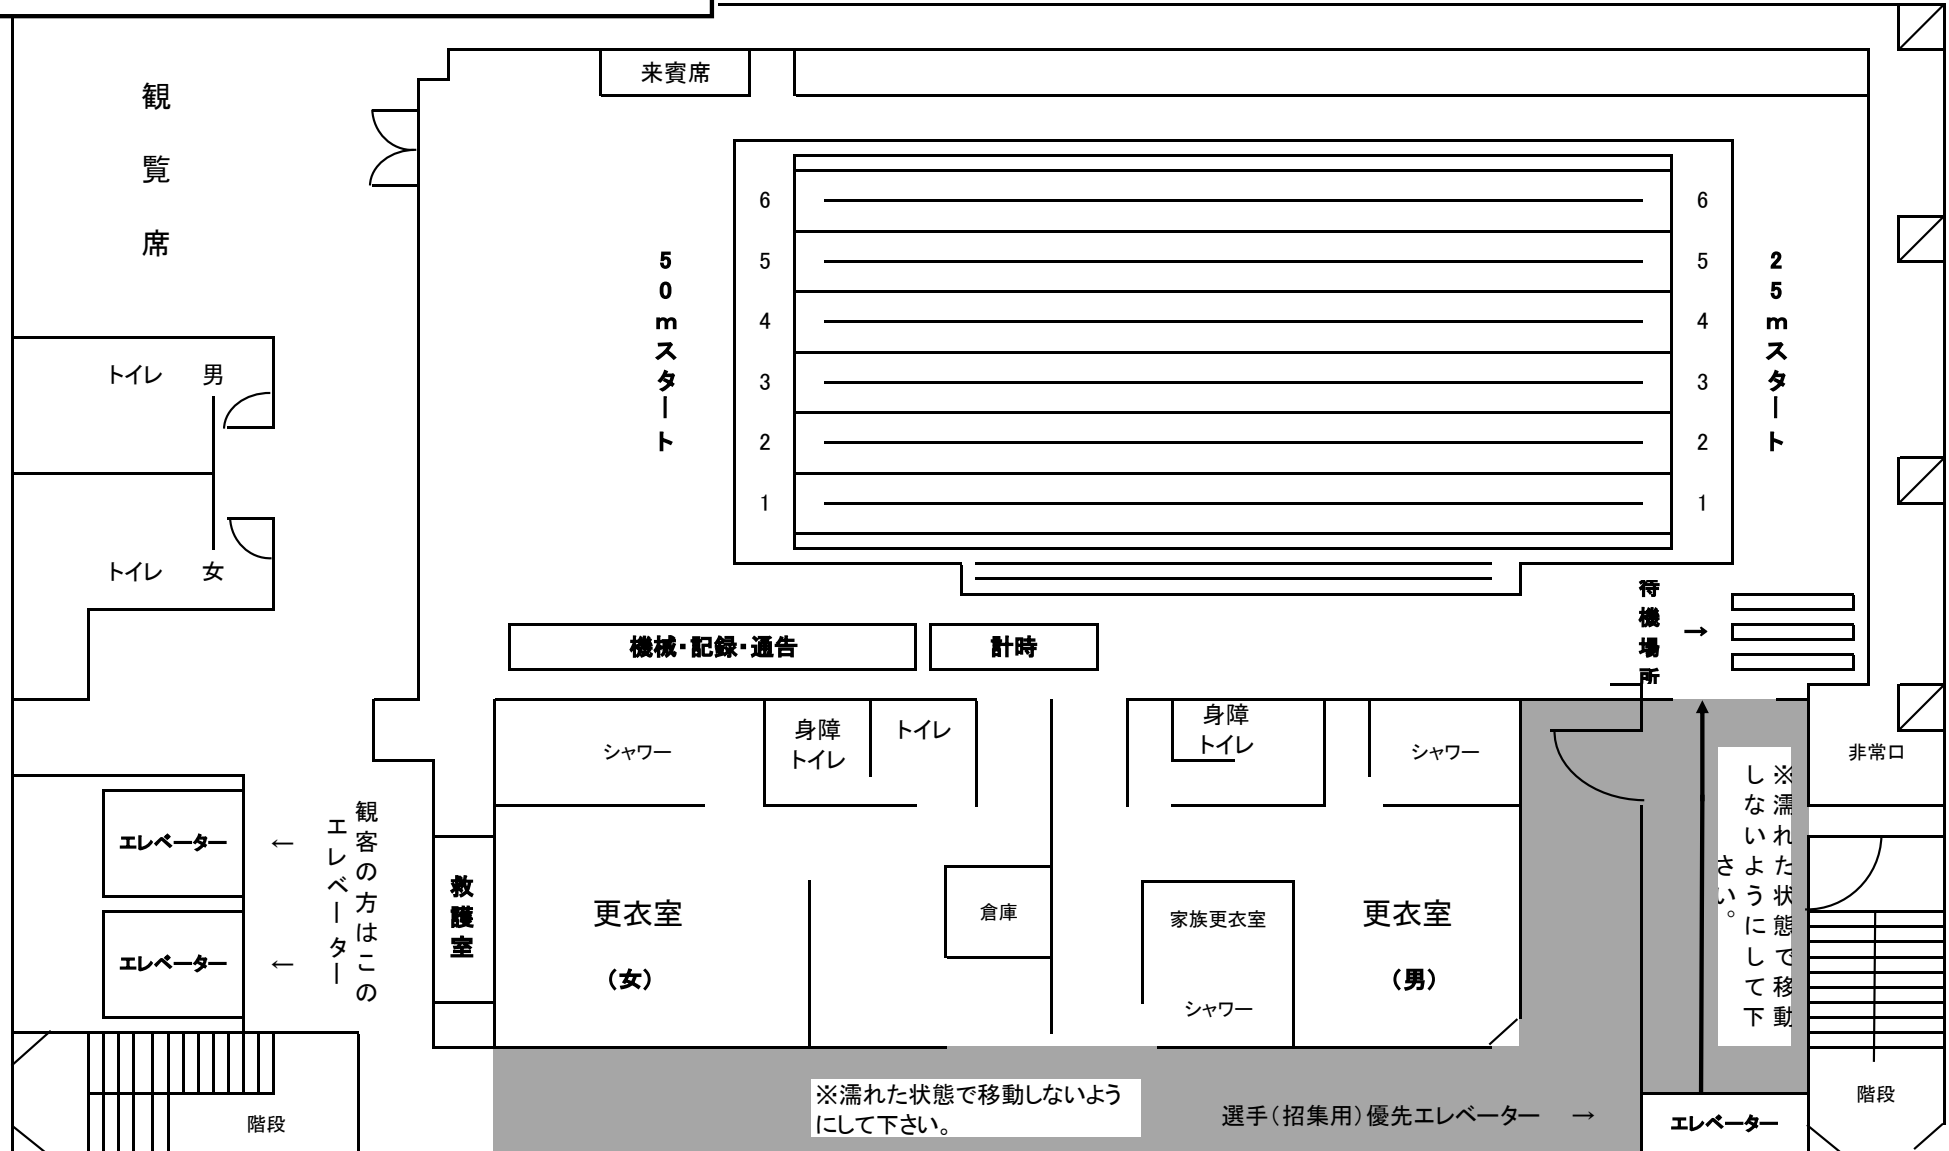 来賓席
観覧席
6
5
4
3
2
1
6
5
4
3
2
1
50mスタート
25mスタート
トイレ 男
トイレ 女
待機場所
→
機械・記録・通告
計時
シャワー
身障
トイレ
トイレ
身障
トイレ
シャワー
非常口
※濡れた状態で移動
しないようにして下
さい。
エレベーター
←
エレベーター
←
観客の方はこの
エレベーター
救護室
更衣室
(女)
倉庫
家族更衣室
シャワー
更衣室
(男)
階段
※濡れた状態で移動しないよう
にして下さい。
選手(招集用)優先エレベーター →
エレベーター
階段